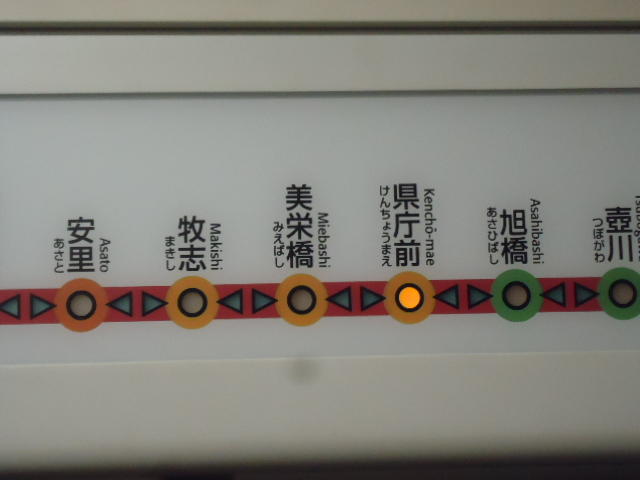 安里
あさと
Asato
牧志
まきし
Makishi
美栄橋
みえばし
Miebashi
県庁前
けんちょうまえ
Kenchō-mae
旭橋
あさひばし
Asahibashi
壺川
つぼがわ